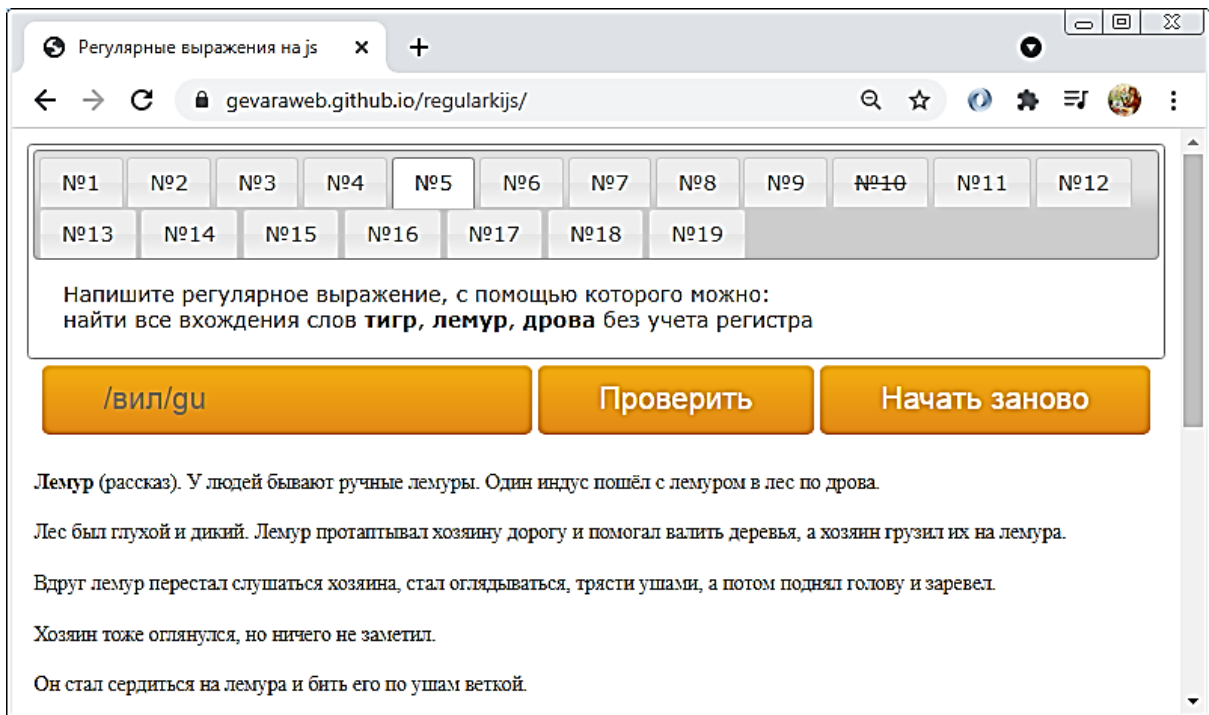 Регулярные выражения на js
gevaraweb.github.io/regularkijs/
№1 №2 №3 №4 №5 №6 №7 №8 №9 №10 №11 №12
№13 №14 №15 №16 №17 №18 №19
Напишите регулярное выражение, с помощью которого можно:
найти все вхождения слов тигр, лемур, дрова без учета регистра
/вил/gu Проверить Начать заново
Лемур (рассказ). У людей бывают ручные лемуры. Один индус пошёл с лемуром в лес по дрова.
Лес был глухой и дикий. Лемур протаптывал хозяину дорогу и помогал валить деревья, а хозяин грузил их на лемура.
Вдруг лемур перестал слушаться хозяина, стал оглядываться, трясти ушами, а потом поднял голову и заревел.
Хозяин тоже оглянулся, но ничего не заметил.
Он стал сердиться на лемура и бить его по ушам веткой.